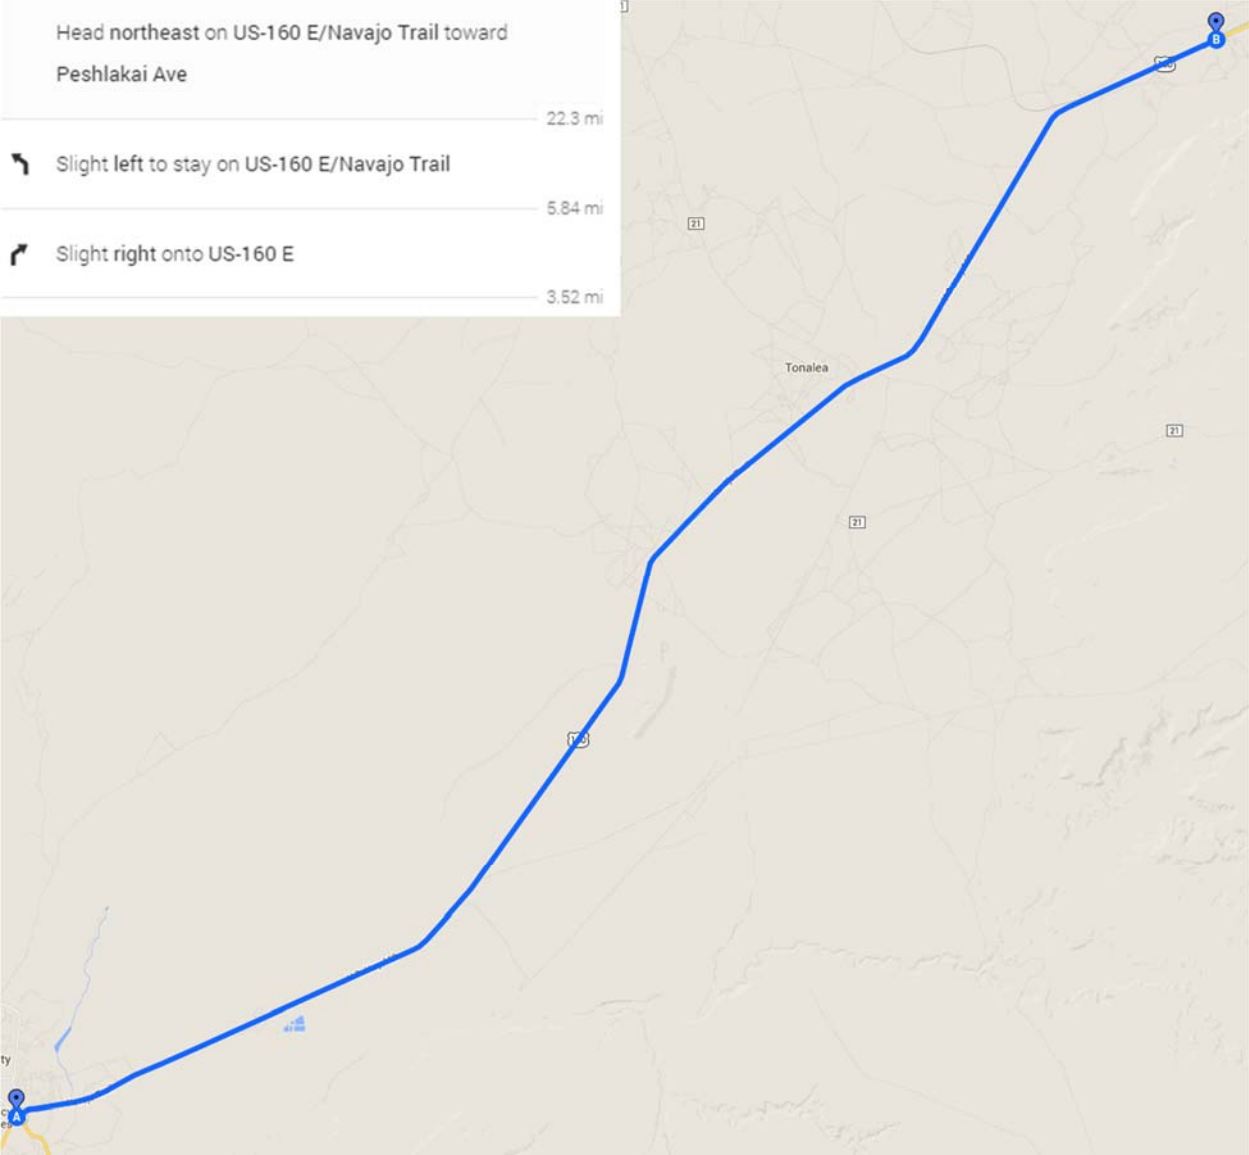 Head northeast on US-160 E/Navajo Trail toward
Peshlakai Ave
22.3 mi
Slight left to stay on US-160 E/Navajo Trail
5.84 mi
Slight right onto US-160 E
3.52 mi
B
21
Tonalea
21
21
ty
A